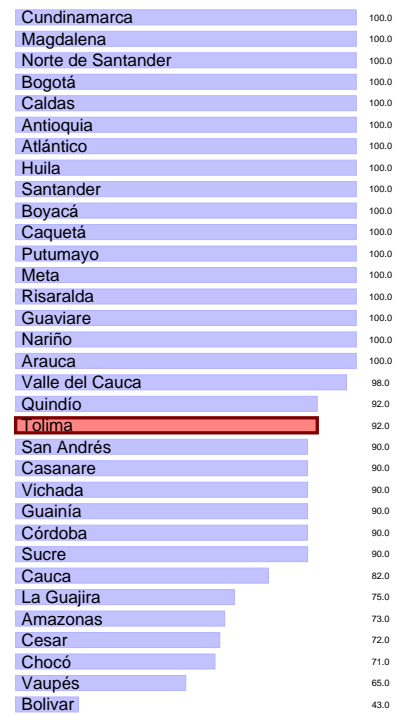 Cundinamarca 100.0
Magdalena 100.0
Norte de Santander 100.0
Bogotá 100.0
Caldas 100.0
Antioquia 100.0
Atlántico 100.0
Huila 100.0
Santander 100.0
Boyacá 100.0
Caquetá 100.0
Putumayo 100.0
Meta 100.0
Risaralda 100.0
Guaviare 100.0
Nariño 100.0
Arauca 100.0
Valle del Cauca 98.0
Quindío 92.0
Tolima 92.0
San Andrés 90.0
Casanare 90.0
Vichada 90.0
Guainía 90.0
Córdoba 90.0
Sucre 90.0
Cauca 82.0
La Guajira 75.0
Amazonas 73.0
Cesar 72.0
Chocó 71.0
Vaupés 65.0
Bolivar 43.0